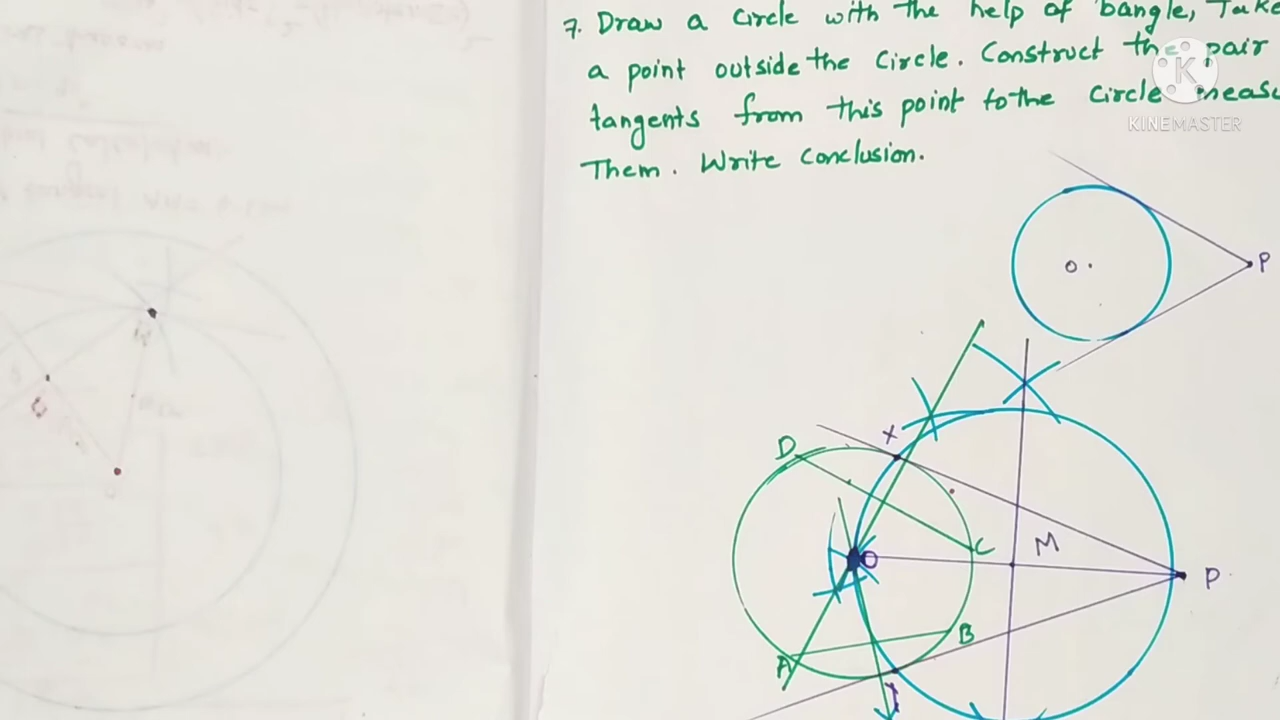 7. Draw a circle with the help of bangle, Take
a point outside the circle. Construct the pair
tangents from this point to the circle measu
Them. Write conclusion.
K
KINEMASTER
O
P
D
X
C
O
M
P
B
A